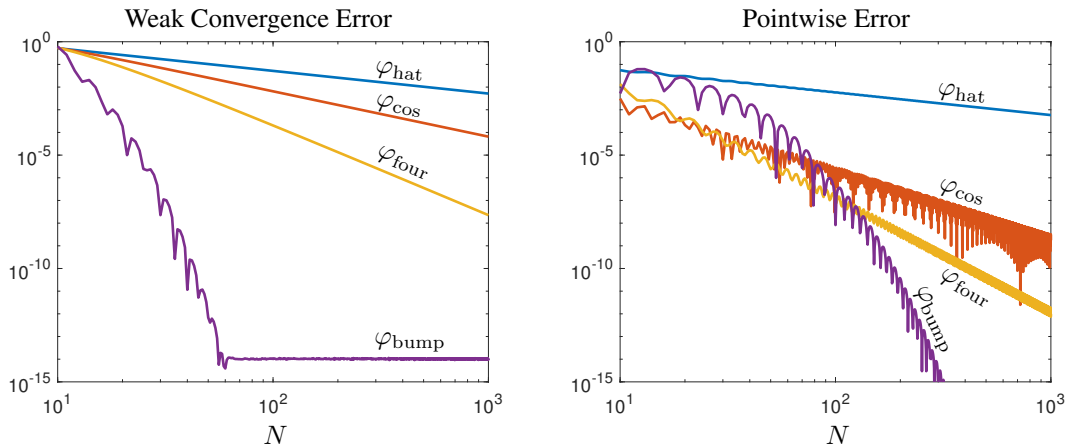 Weak Convergence Error
10^0
10^-5
10^-10
10^-15
10^1
10^2
10^3
N
φ_hat
φ_cos
φ_four
φ_bump
Pointwise Error
10^0
10^-5
10^-10
10^-15
10^1
10^2
10^3
N
φ_hat
φ_cos
φ_four
φ_bump